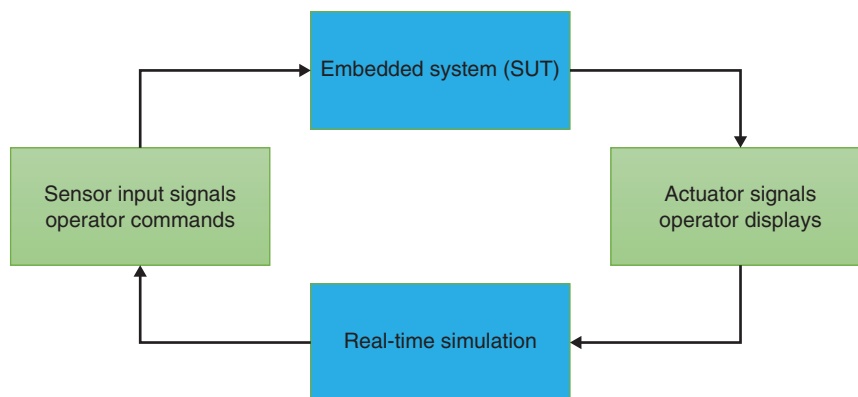 Embedded system (SUT)
Sensor input signals
operator commands
Actuator signals
operator displays
Real-time simulation